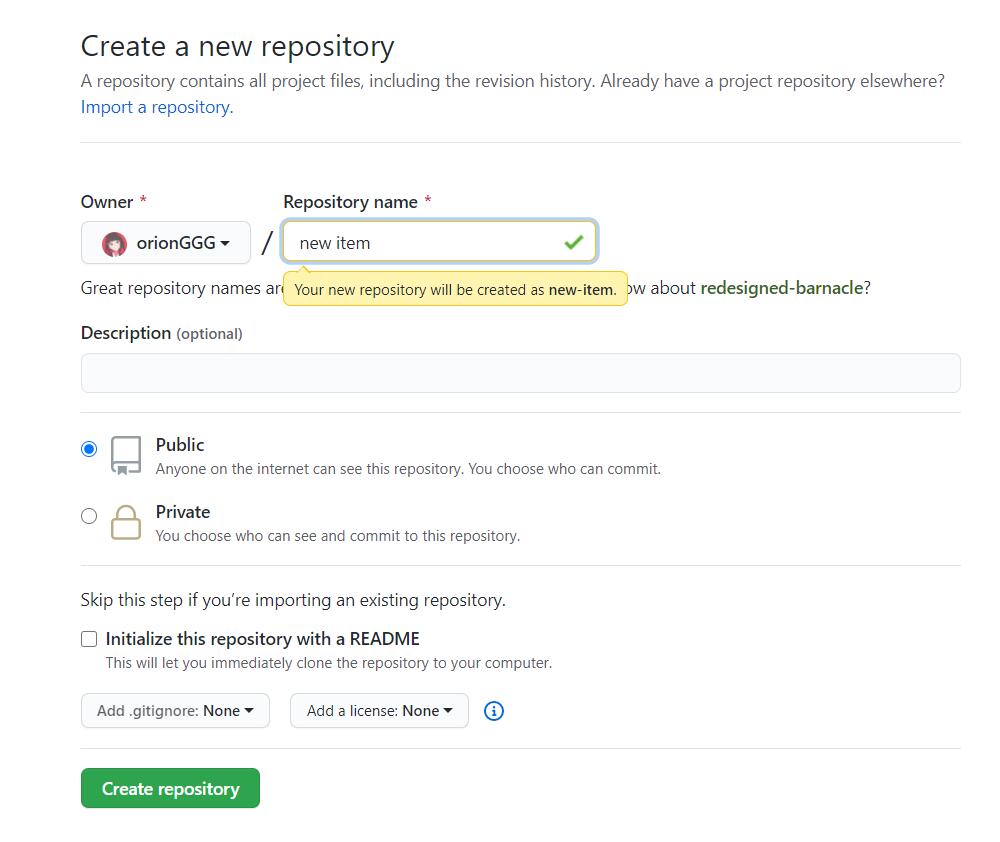 Create a new repository
A repository contains all project files, including the revision history. Already have a project repository elsewhere?
Import a repository.
Owner *
Repository name *
orionGGG
/
new item
Great repository names
Your new repository will be created as new-item.
about redesigned-barnacle?
Description (optional)
Public
Anyone on the internet can see this repository. You choose who can commit.
Private
You choose who can see and commit to this repository.
Skip this step if you’re importing an existing repository.
Initialize this repository with a README
This will let you immediately clone the repository to your computer.
Add .gitignore: None
Add a license: None
Create repository